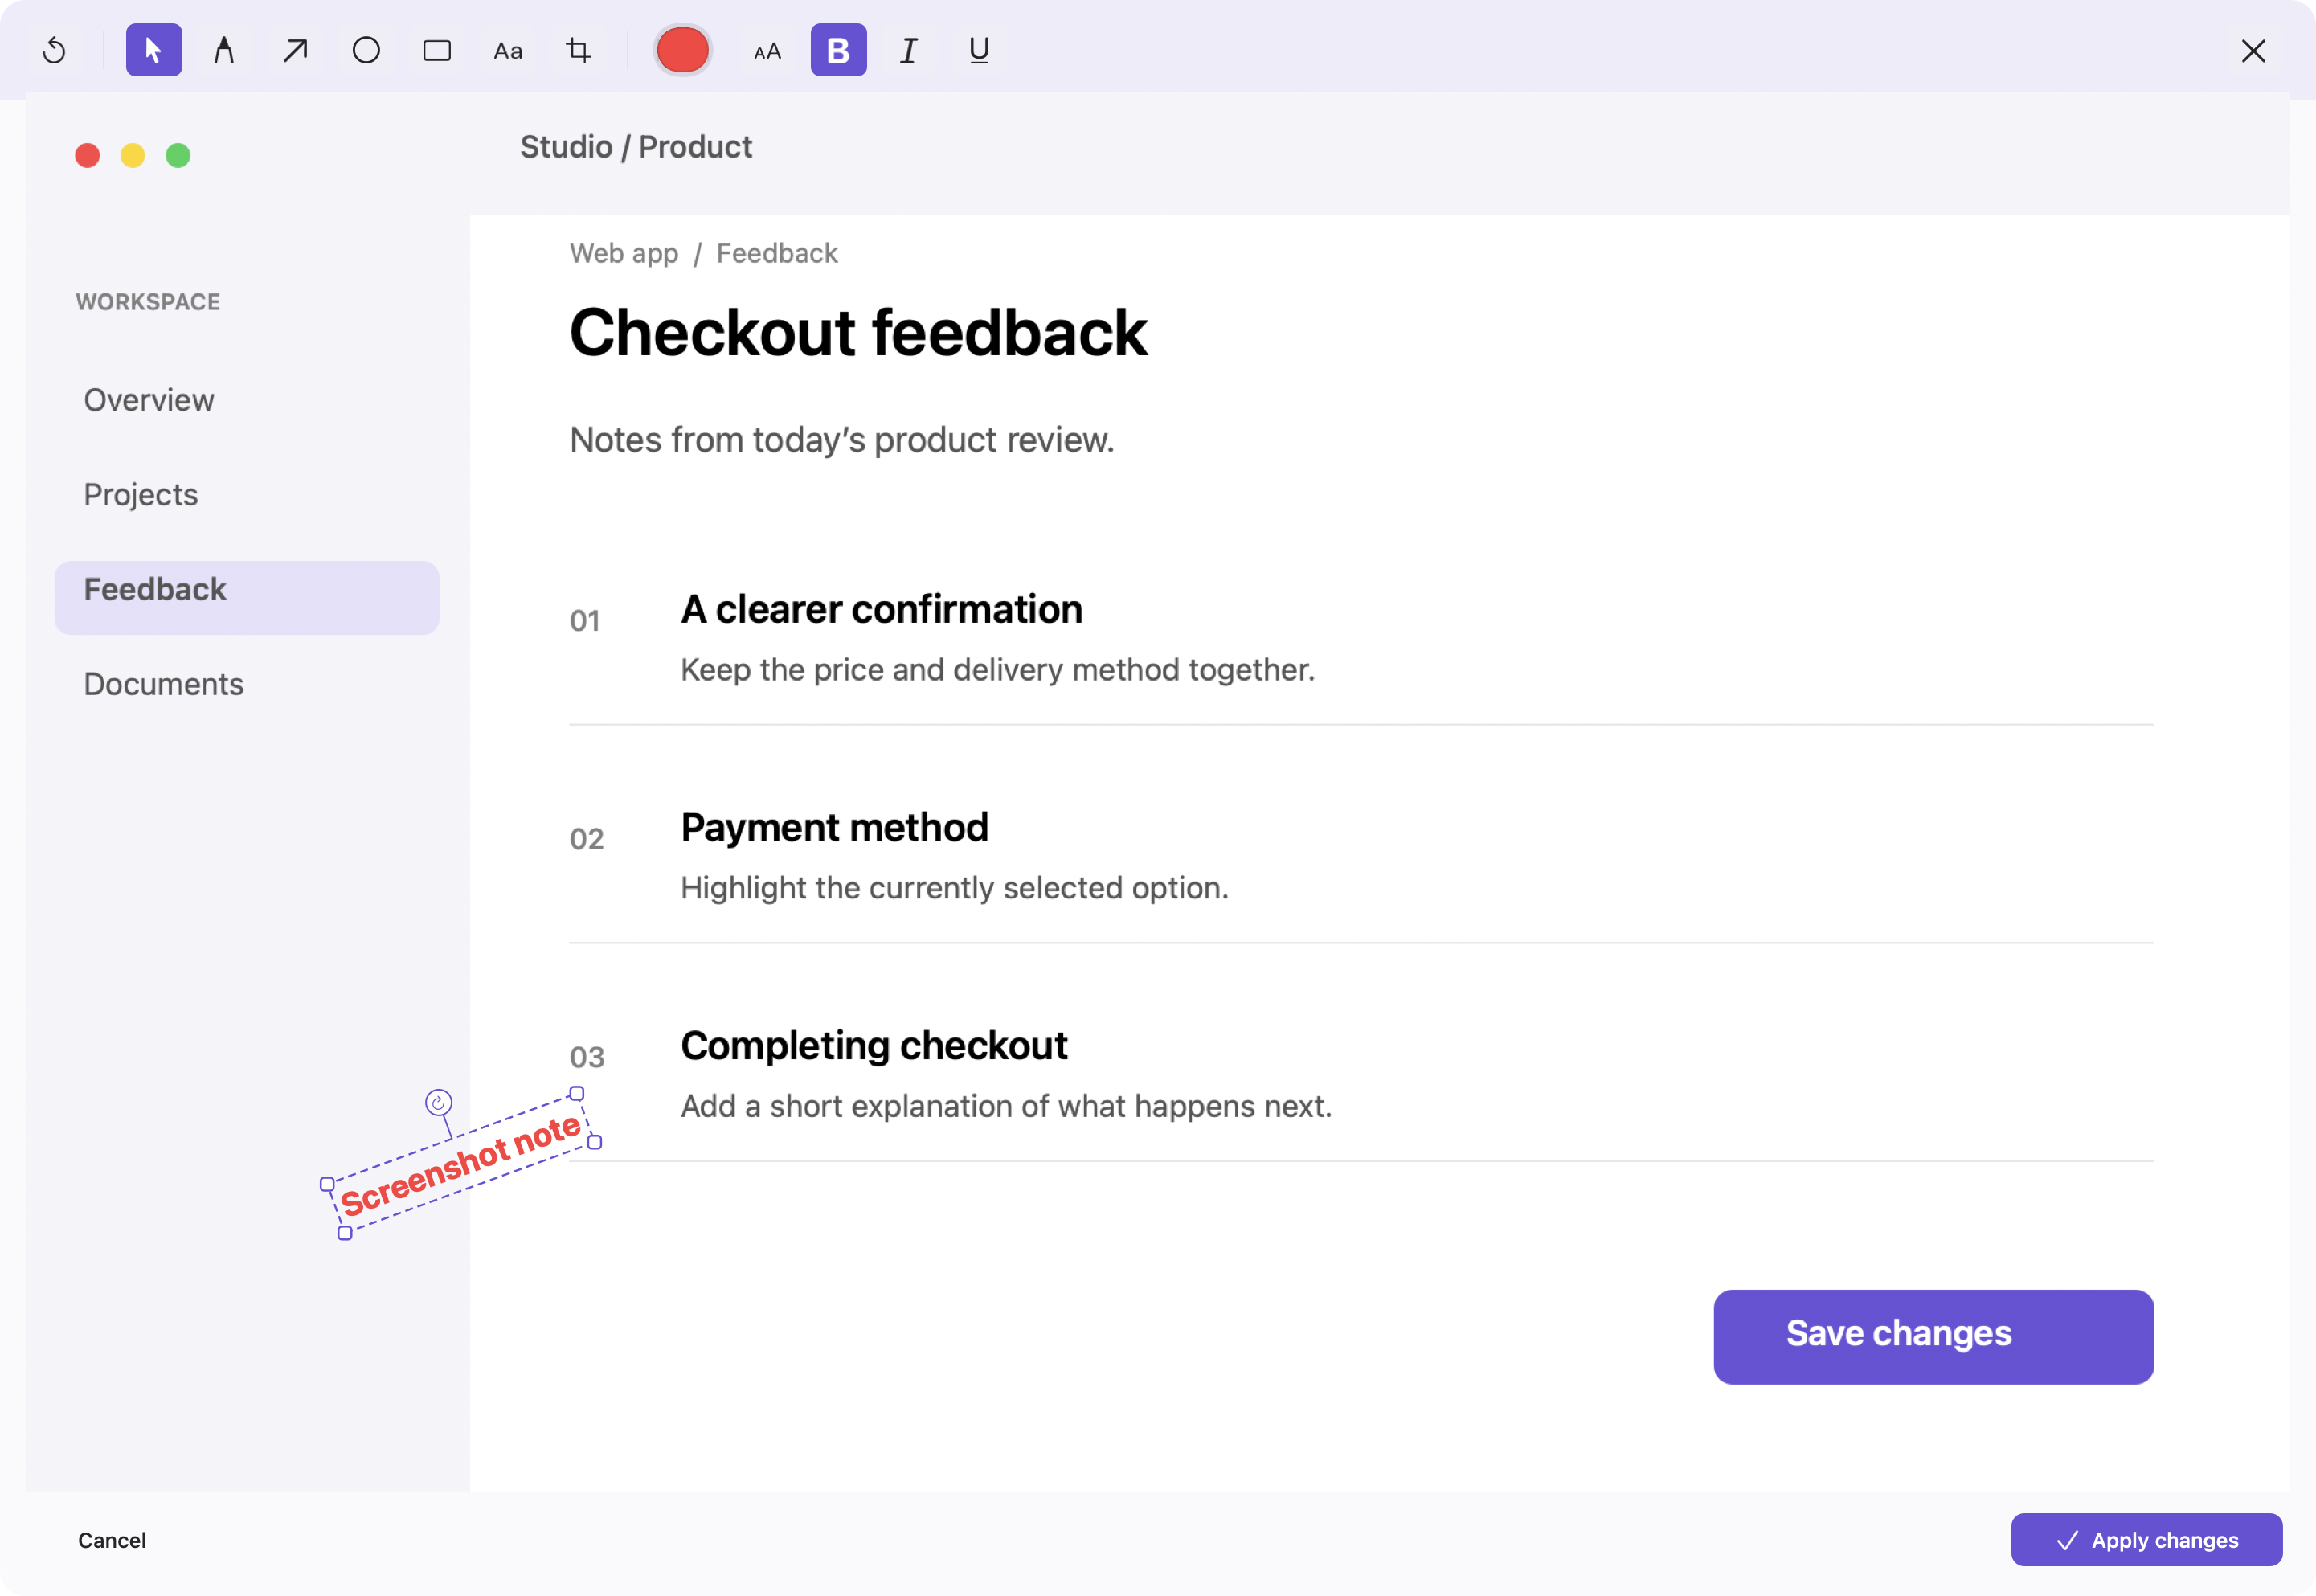 Aa
AA
B
I
U
Studio / Product
WORKSPACE
Overview
Projects
Feedback
Documents
Web app / Feedback
Checkout feedback
Notes from today’s product review.
01
A clearer confirmation
Keep the price and delivery method together.
02
Payment method
Highlight the currently selected option.
03
Completing checkout
Add a short explanation of what happens next.
Screenshot note
Save changes
Cancel
Apply changes